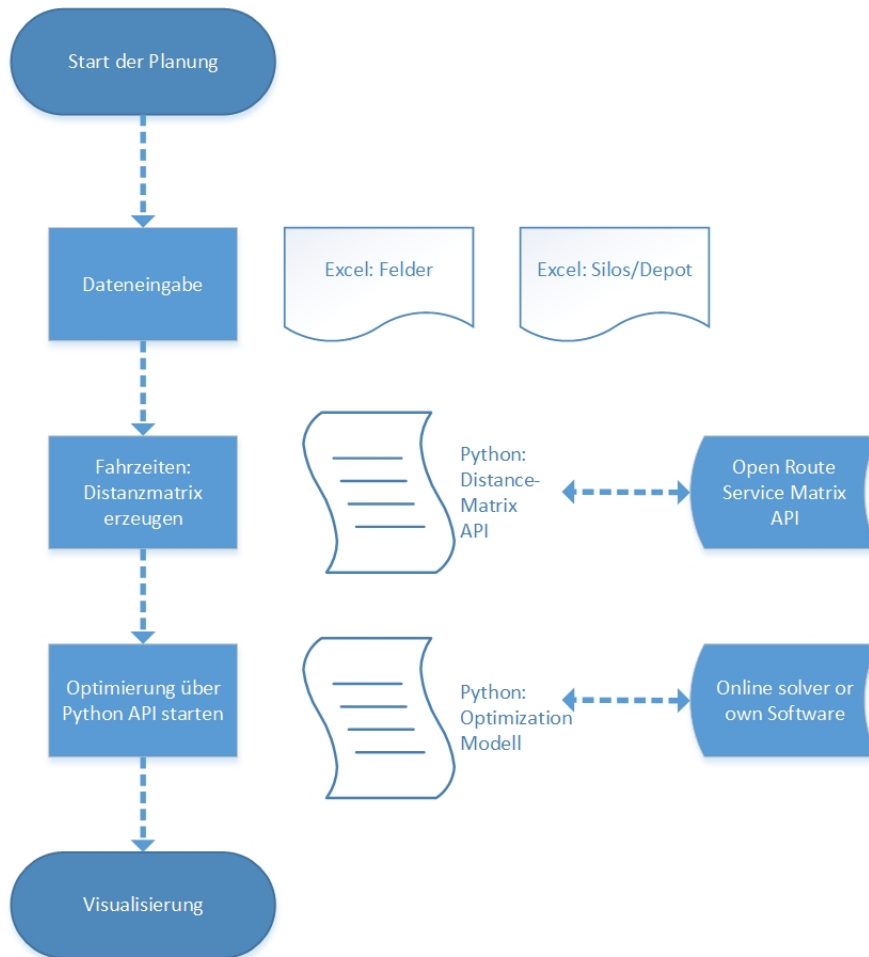 Start der Planung
Dateneingabe
Excel: Felder
Excel: Silos/Depot
Fahrzeiten:
Distanzmatrix
erzeugen
Python:
Distance-
Matrix
API
Open Route
Service Matrix
API
Optimierung über
Python API starten
Python:
Optimization
Modell
Online solver or
own Software
Visualisierung